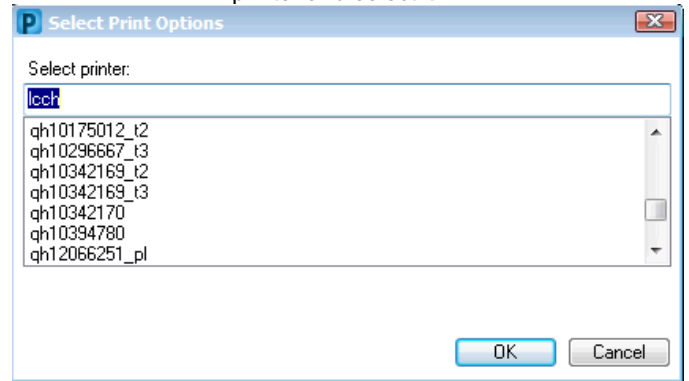 P Select Print Options
Select printer:
lcch
qh10175012_t2
qh10296667_t3
qh10342169_t2
qh10342169_t3
qh10342170
qh10394780
qh12066251_pl
OK Cancel